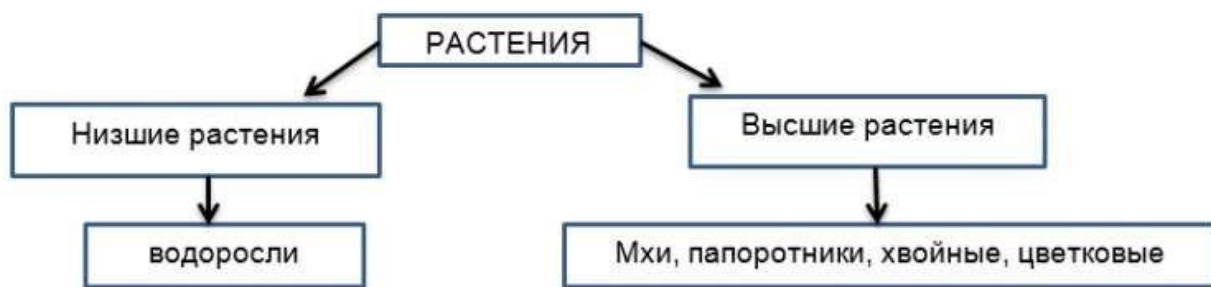 РАСТЕНИЯ
Низшие растения
Высшие растения
водоросли
Мхи, папоротники, хвойные, цветковые